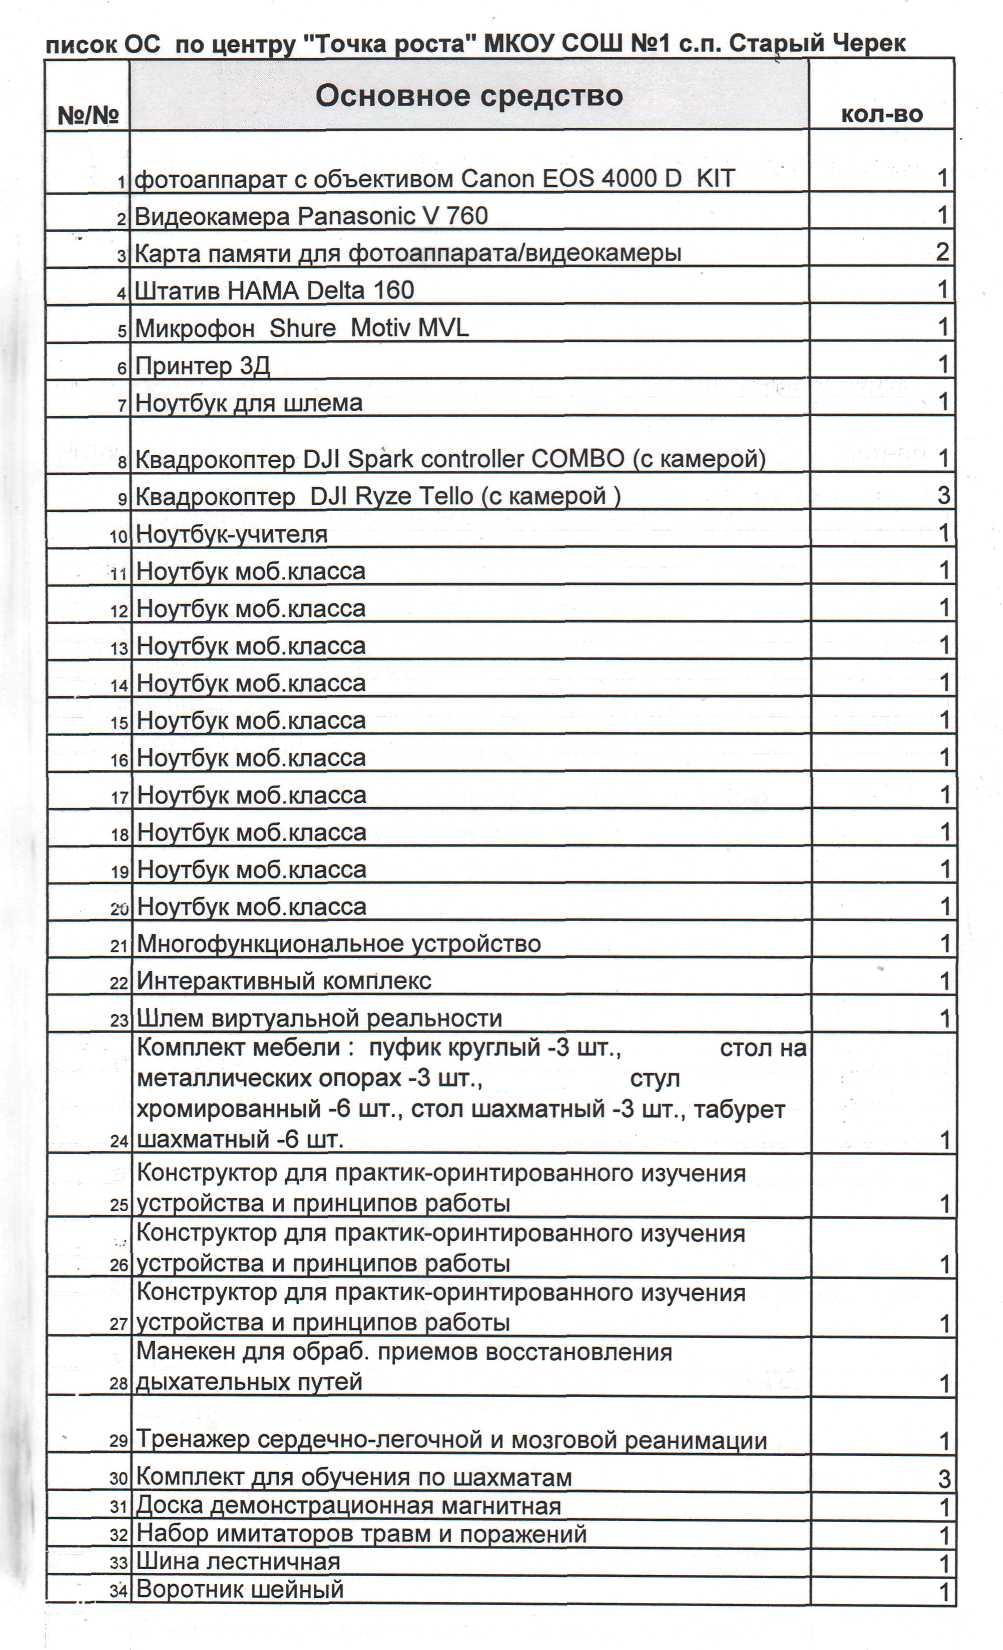 писок ОС по центру "Точка роста" МКОУ СОШ №1 с.п. Старый Черек
№/№ Основное средство кол-во
1 фотоаппарат с объективом Canon EOS 4000 D KIT 1
2 Видеокамера Panasonic V 760 1
3 Карта памяти для фотоаппарата/видеокамеры 2
4 Штатив HAMA Delta 160 1
5 Микрофон Shure Motiv MVL 1
6 Принтер 3Д 1
7 Ноутбук для шлема 1
8 Квадрокоптер DJI Spark controller COMBO (с камерой) 1
9 Квадрокоптер DJI Ryze Tello (с камерой ) 3
10 Ноутбук-учителя 1
11 Ноутбук моб.класса 1
12 Ноутбук моб.класса 1
13 Ноутбук моб.класса 1
14 Ноутбук моб.класса 1
15 Ноутбук моб.класса 1
16 Ноутбук моб.класса 1
17 Ноутбук моб.класса 1
18 Ноутбук моб.класса 1
19 Ноутбук моб.класса 1
20 Ноутбук моб.класса 1
21 Многофункциональное устройство 1
22 Интерактивный комплекс 1
23 Шлем виртуальной реальности 1
Комплект мебели : пуфик круглый -3 шт., стол на
металлических опорах -3 шт., стул
хромированный -6 шт., стол шахматный -3 шт., табурет
24 шахматный -6 шт. 1
Конструктор для практик-оринтированного изучения
25 устройства и принципов работы 1
Конструктор для практик-оринтированного изучения
26 устройства и принципов работы 1
Конструктор для практик-оринтированного изучения
27 устройства и принципов работы 1
Манекен для обраб. приемов восстановления
28 дыхательных путей 1
29 Тренажер сердечно-легочной и мозговой реанимации 1
30 Комплект для обучения по шахматам 3
31 Доска демонстрационная магнитная 1
32 Набор имитаторов травм и поражений 1
33 Шина лестничная 1
34 Воротник шейный 1